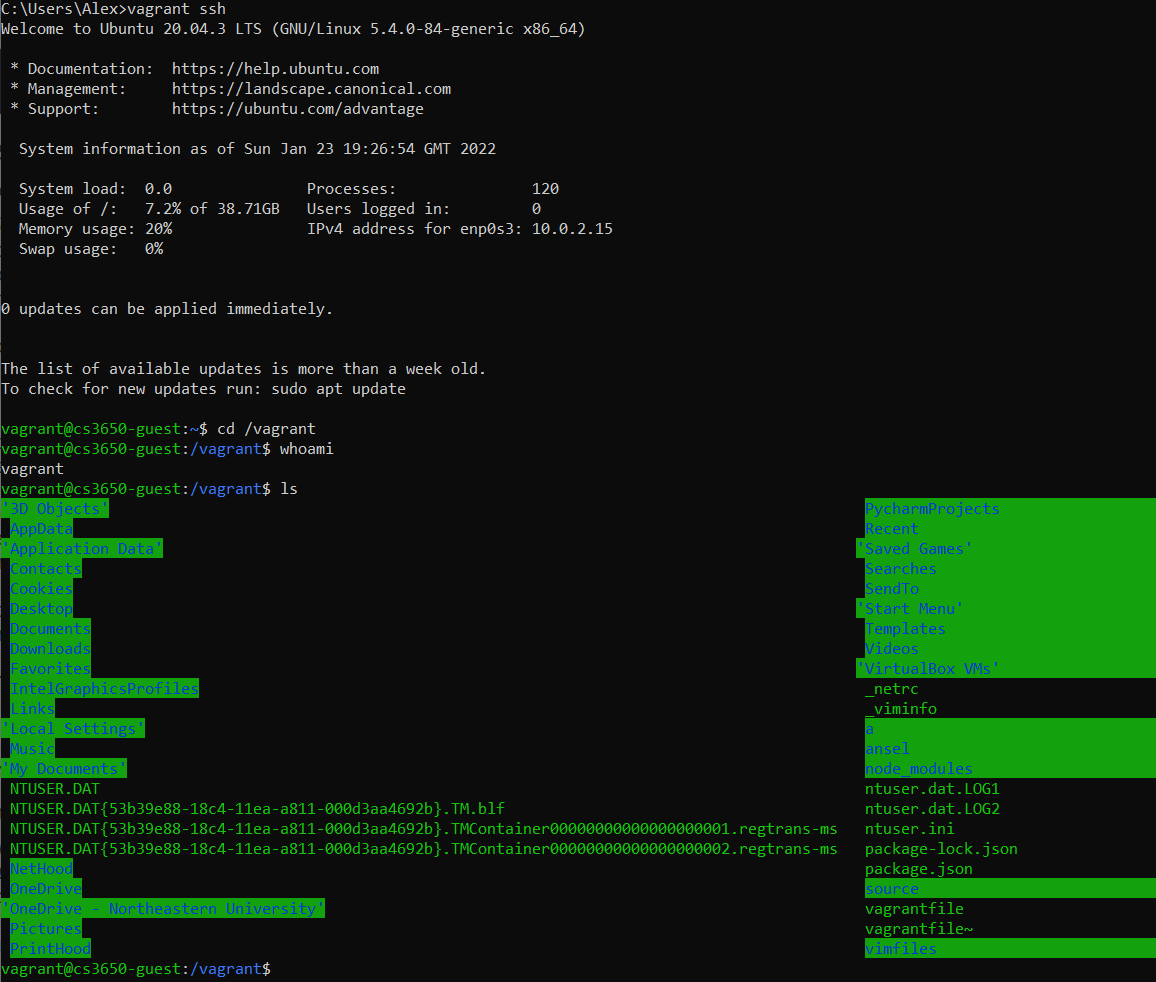 C:\Users\Alex>vagrant ssh
Welcome to Ubuntu 20.04.3 LTS (GNU/Linux 5.4.0-84-generic x86_64)
* Documentation:  https://help.ubuntu.com
* Management:     https://landscape.canonical.com
* Support:        https://ubuntu.com/advantage
System information as of Sun Jan 23 19:26:54 GMT 2022
System load:  0.0               Processes:               120
Usage of /:   7.2% of 38.71GB   Users logged in:         0
Memory usage: 20%               IPv4 address for enp0s3: 10.0.2.15
Swap usage:   0%
0 updates can be applied immediately.
The list of available updates is more than a week old.
To check for new updates run: sudo apt update
vagrant@cs3650-guest:~$ cd /vagrant
vagrant@cs3650-guest:/vagrant$ whoami
vagrant
vagrant@cs3650-guest:/vagrant$ ls
'3D Objects' PycharmProjects
AppData Recent
'Application Data' 'Saved Games'
Contacts Searches
Cookies SendTo
Desktop 'Start Menu'
Documents Templates
Downloads Videos
Favorites 'VirtualBox VMs'
IntelGraphicsProfiles _netrc
Links _viminfo
'Local Settings' a
Music ansel
'My Documents' node_modules
NTUSER.DAT ntuser.dat.LOG1
NTUSER.DAT{53b39e88-18c4-11ea-a811-000d3aa4692b}.TM.blf ntuser.dat.LOG2
NTUSER.DAT{53b39e88-18c4-11ea-a811-000d3aa4692b}.TMContainer00000000000000000001.regtrans-ms ntuser.ini
NTUSER.DAT{53b39e88-18c4-11ea-a811-000d3aa4692b}.TMContainer00000000000000000002.regtrans-ms package-lock.json
NetHood package.json
OneDrive source
'OneDrive - Northeastern University' vagrantfile
Pictures vagrantfile~
PrintHood vimfiles
vagrant@cs3650-guest:/vagrant$